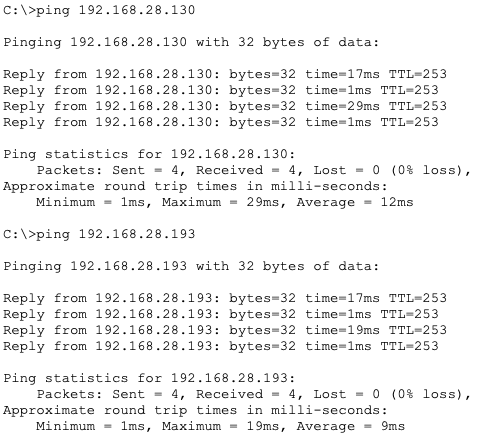 C:\>ping 192.168.28.130
Pinging 192.168.28.130 with 32 bytes of data:
Reply from 192.168.28.130: bytes=32 time=17ms TTL=253
Reply from 192.168.28.130: bytes=32 time=1ms TTL=253
Reply from 192.168.28.130: bytes=32 time=29ms TTL=253
Reply from 192.168.28.130: bytes=32 time=1ms TTL=253
Ping statistics for 192.168.28.130:
    Packets: Sent = 4, Received = 4, Lost = 0 (0% loss),
Approximate round trip times in milli-seconds:
    Minimum = 1ms, Maximum = 29ms, Average = 12ms
C:\>ping 192.168.28.193
Pinging 192.168.28.193 with 32 bytes of data:
Reply from 192.168.28.193: bytes=32 time=17ms TTL=253
Reply from 192.168.28.193: bytes=32 time=1ms TTL=253
Reply from 192.168.28.193: bytes=32 time=19ms TTL=253
Reply from 192.168.28.193: bytes=32 time=1ms TTL=253
Ping statistics for 192.168.28.193:
    Packets: Sent = 4, Received = 4, Lost = 0 (0% loss),
Approximate round trip times in milli-seconds:
    Minimum = 1ms, Maximum = 19ms, Average = 9ms